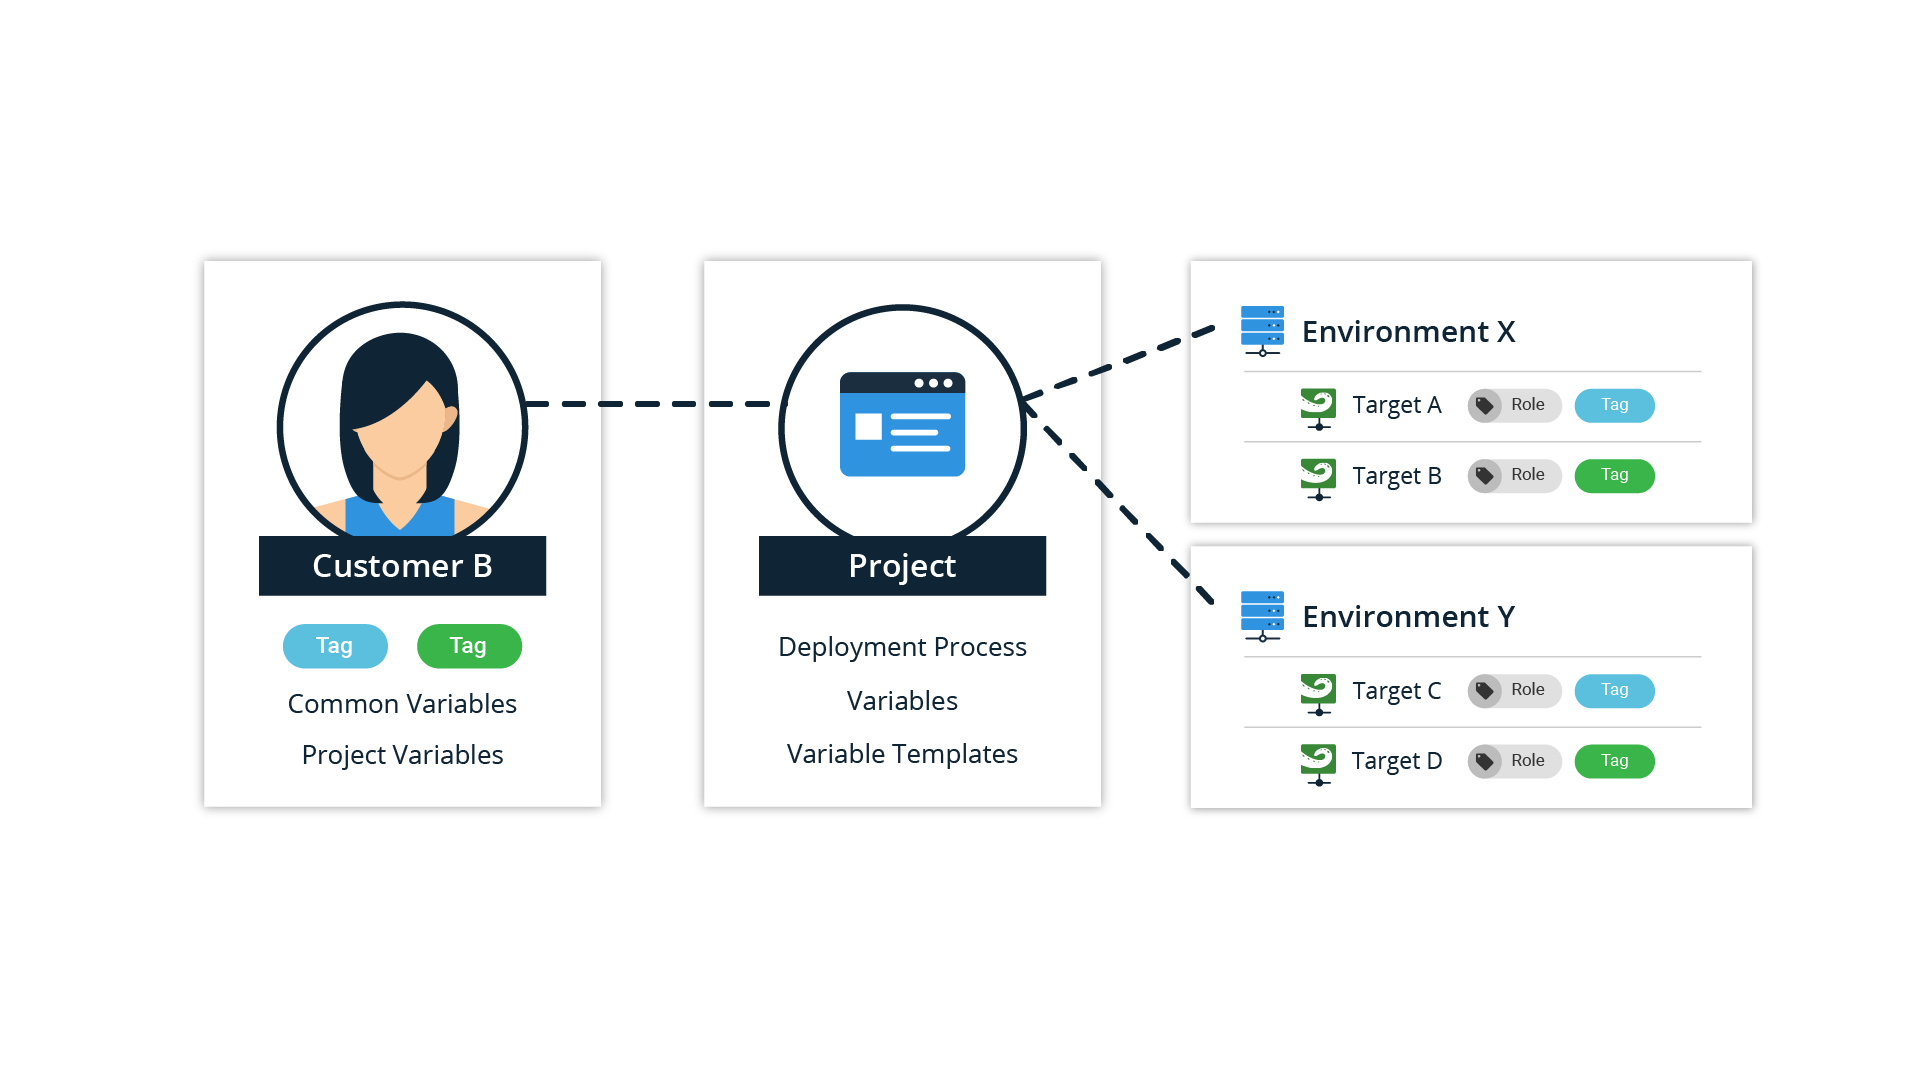 Customer B
Tag Tag
Common Variables
Project Variables
Project
Deployment Process
Variables
Variable Templates
Environment X
Target A Role Tag
Target B Role Tag
Environment Y
Target C Role Tag
Target D Role Tag